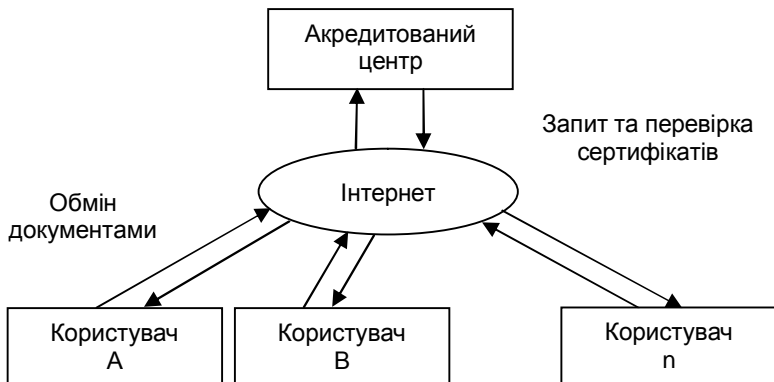 Акредитований
центр
Запит та перевірка
сертифікатів
Інтернет
Обмін
документами
Користувач
A
Користувач
B
Користувач
n